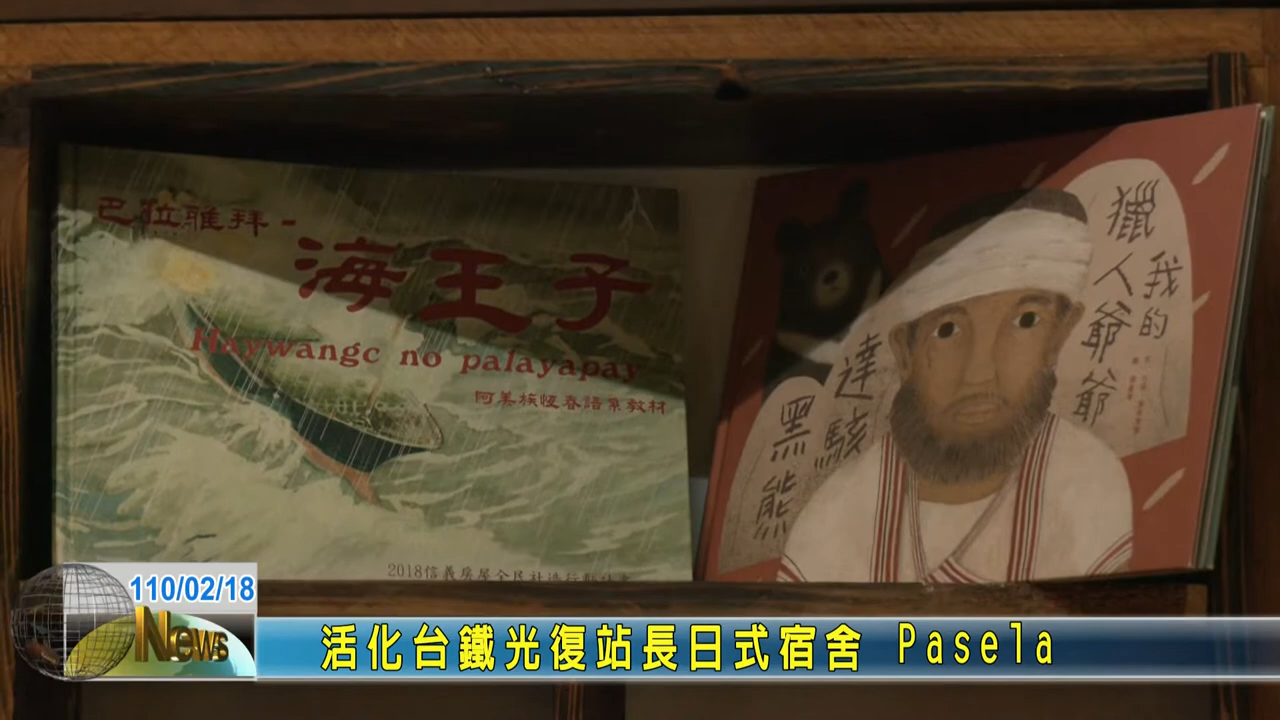 巴拉雅拜-
海王子
Haywangc no palayapay
阿美族恆春語系教材
2018信義房屋全民社造行動計畫
我的
獵人爺爺
達駭
黑熊
110/02/18
News
活化台鐵光復站長日式宿舍 Pasela